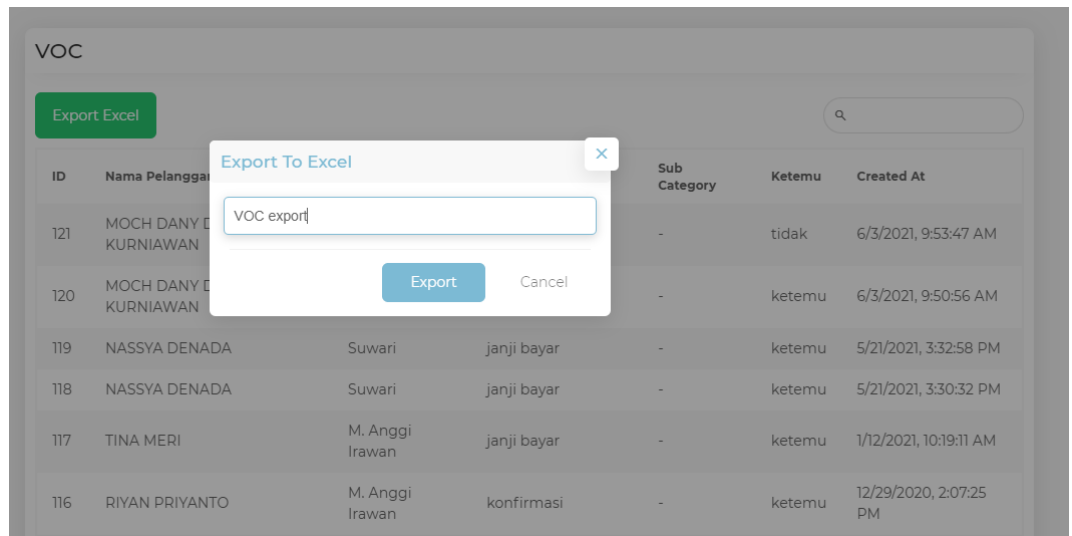 VOC
Export Excel
Export To Excel
VOC export
Export Cancel
ID Nama Sub Category Ketemu Created At
121 MOCH DANY KURNIAWAN - tidak 6/3/2021, 9:53:47 AM
120 MOCH DANY KURNIAWAN - ketemu 6/3/2021, 9:50:56 AM
119 NASSYA DENADA Suwari janji bayar - ketemu 5/21/2021, 3:32:58 PM
118 NASSYA DENADA Suwari janji bayar - ketemu 5/21/2021, 3:30:32 PM
117 TINA MERI M. Anggi Irawan janji bayar - ketemu 1/12/2021, 10:19:11 AM
116 RIYAN PRIYANTO M. Anggi Irawan konfirmasi - ketemu 12/29/2020, 2:07:25 PM